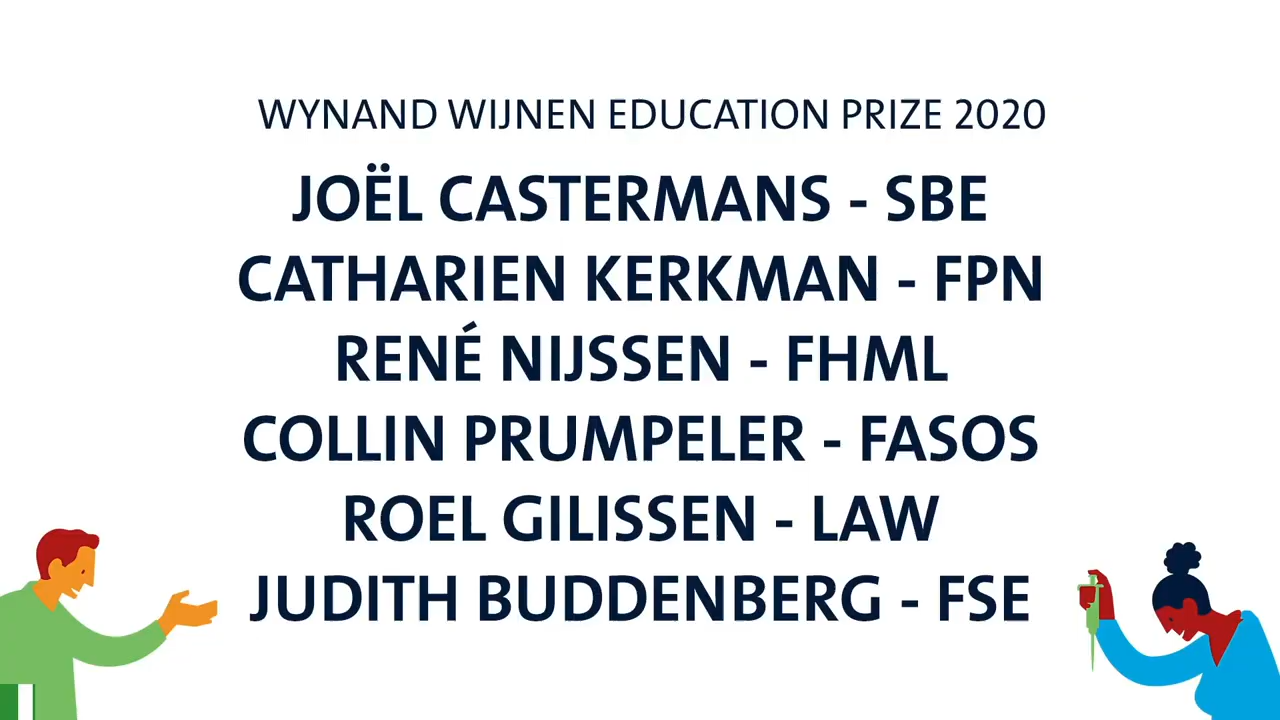 WYNAND WIJNEN EDUCATION PRIZE 2020
JOËL CASTERMANS - SBE
CATHARIEN KERKMAN - FPN
RENÉ NIJSSEN - FHML
COLLIN PRUMPELER - FASOS
ROEL GILISSEN - LAW
JUDITH BUDDENBERG - FSE